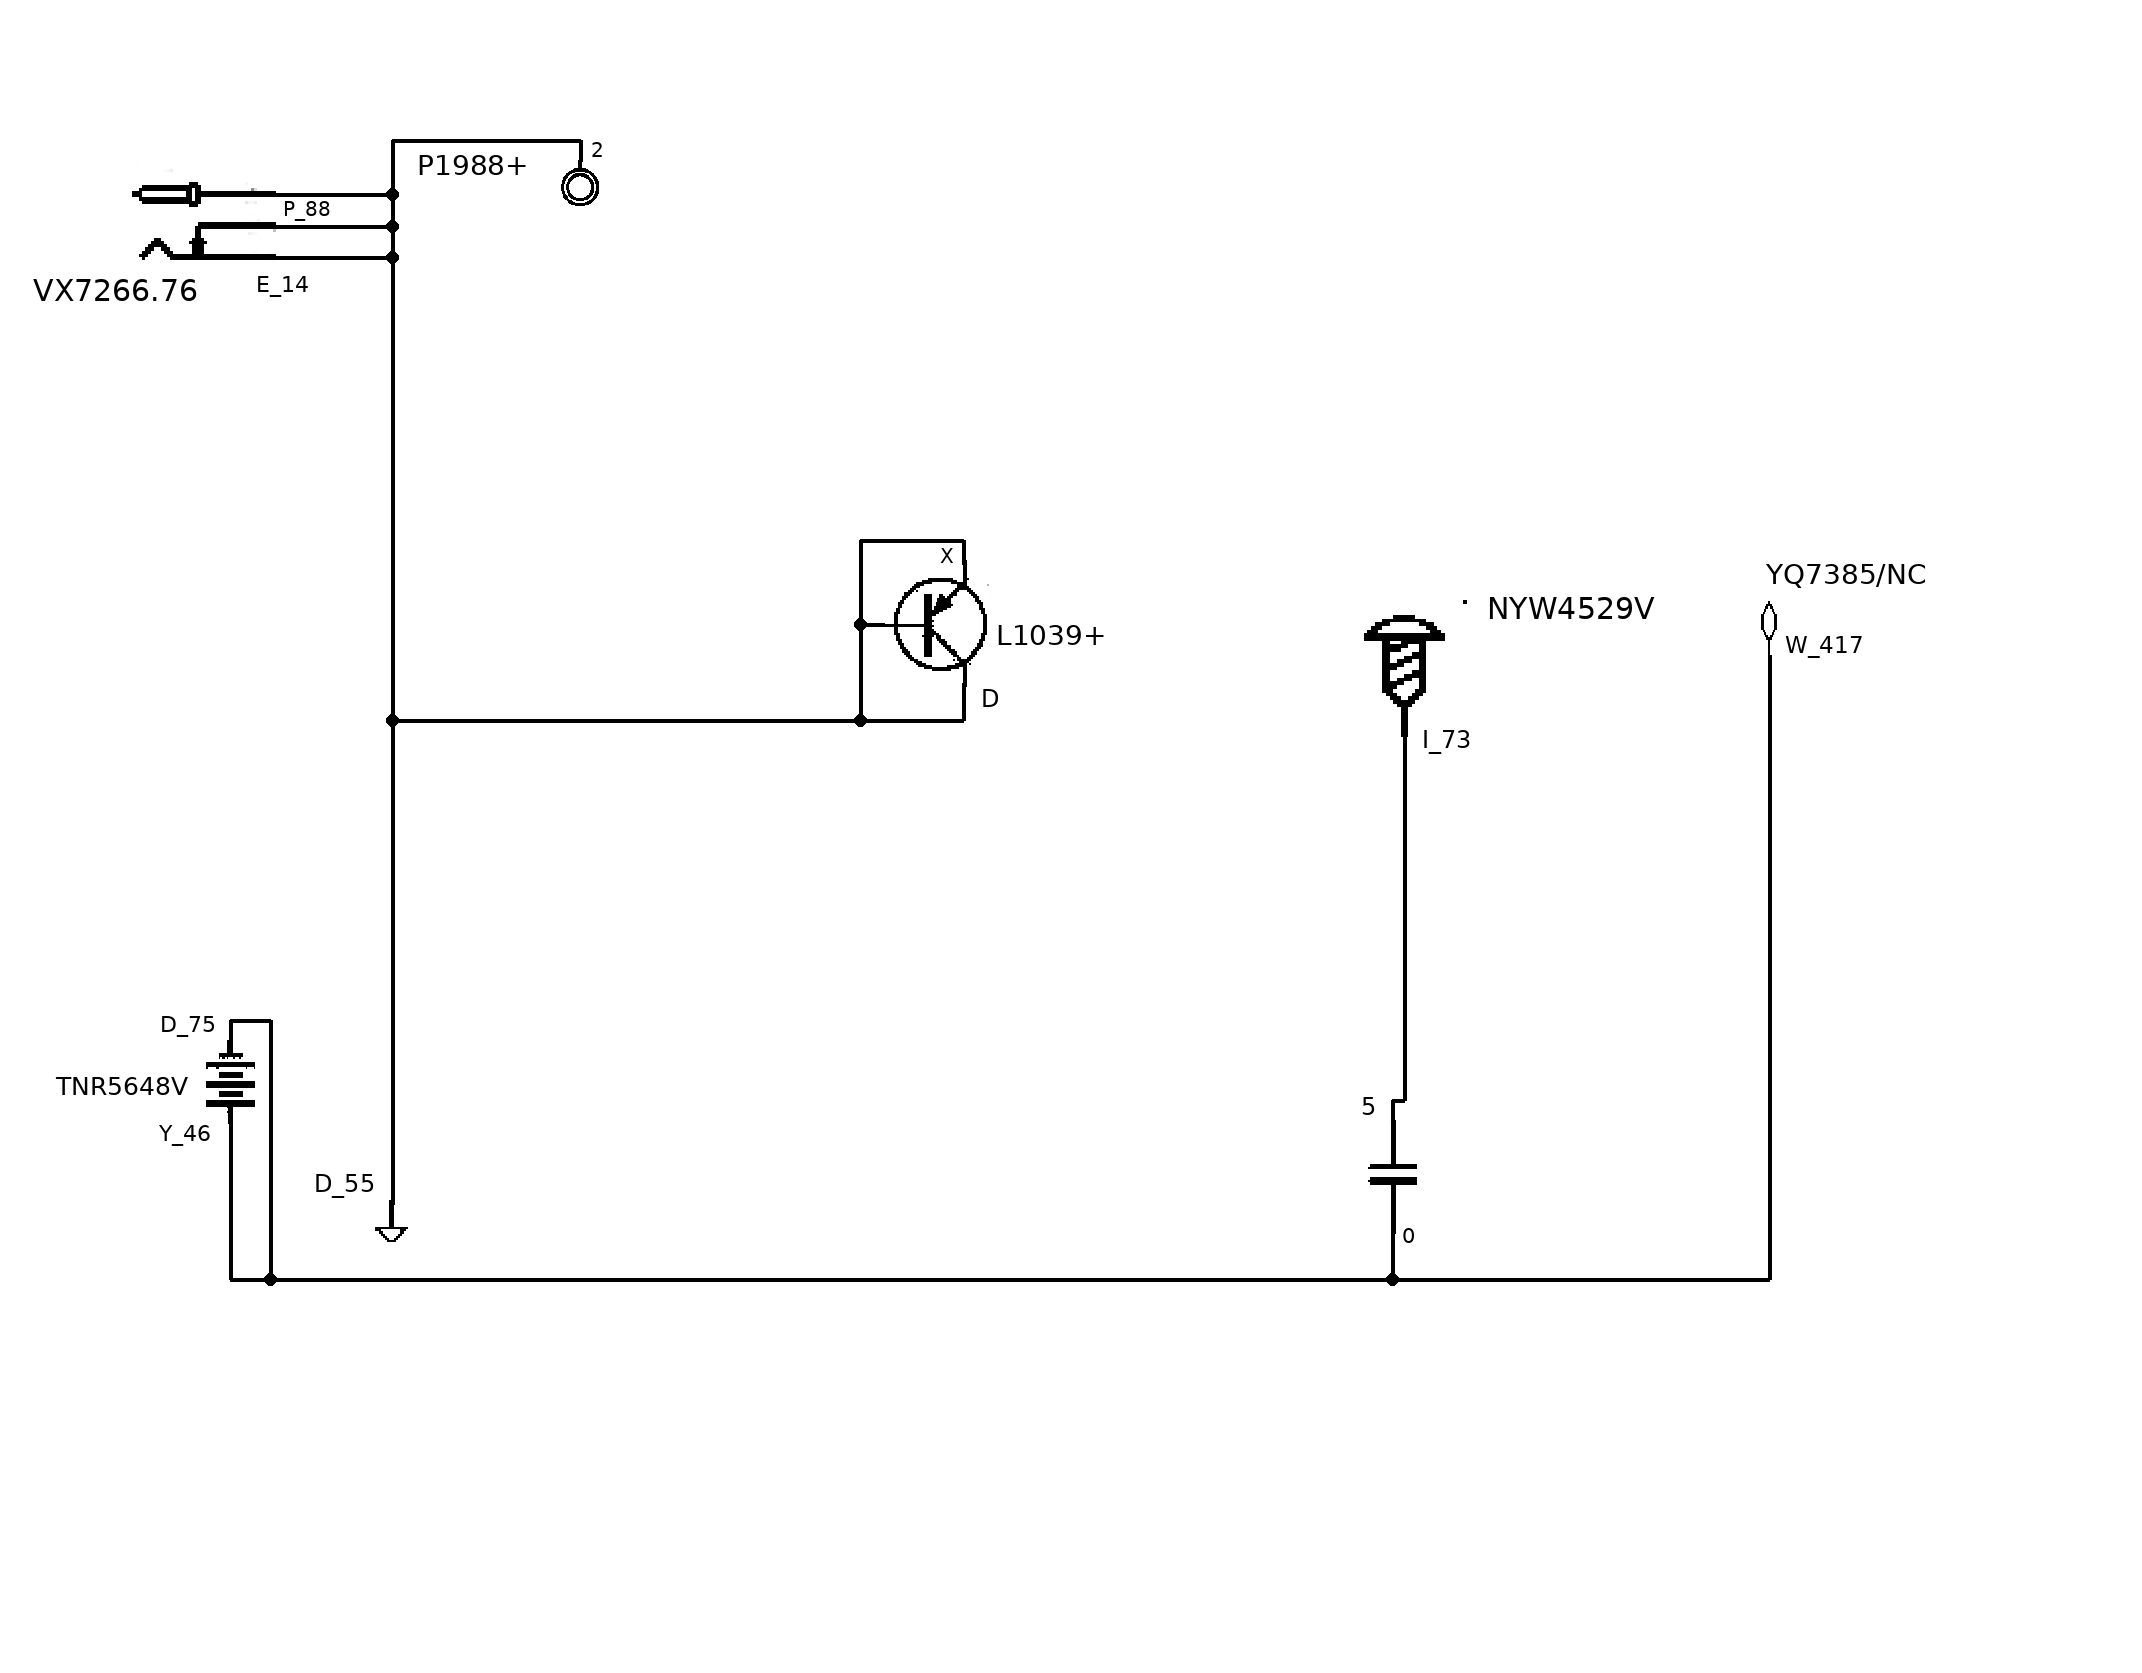 2
P1988+
P_88
E_14
VX7266.76
X
L1039+
D
YQ7385/NC
NYW4529V
W_417
I_73
D_75
TNR5648V
Y_46
5
D_55
0